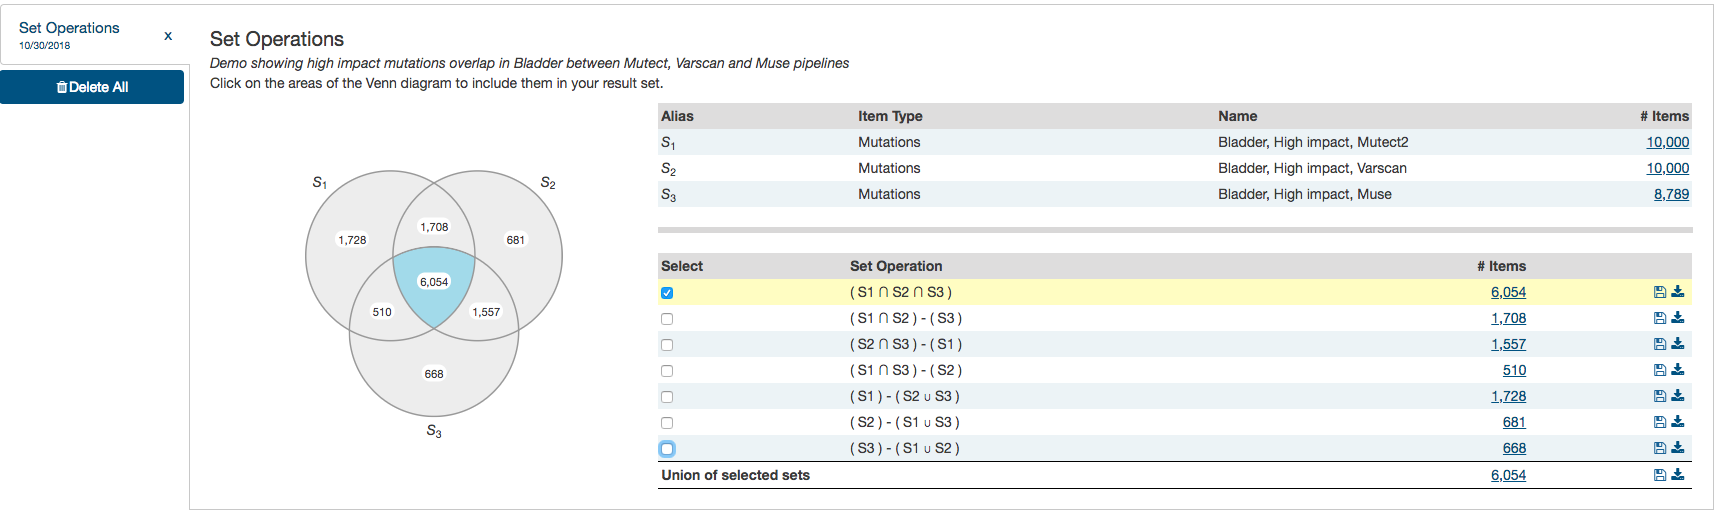 Set Operations
x
10/30/2018
Delete All
Set Operations
Demo showing high impact mutations overlap in Bladder between Mutect, Varscan and Muse pipelines
Click on the areas of the Venn diagram to include them in your result set.
S1
S2
1,708
1,728
681
6,054
510
1,557
668
S3
Alias Item Type Name # Items
S1 Mutations Bladder, High impact, Mutect2 10,000
S2 Mutations Bladder, High impact, Varscan 10,000
S3 Mutations Bladder, High impact, Muse 8,789
Select Set Operation # Items
( S1 ∩ S2 ∩ S3 ) 6,054
( S1 ∩ S2 ) - ( S3 ) 1,708
( S2 ∩ S3 ) - ( S1 ) 1,557
( S1 ∩ S3 ) - ( S2 ) 510
( S1 ) - ( S2 ∪ S3 ) 1,728
( S2 ) - ( S1 ∪ S3 ) 681
( S3 ) - ( S1 ∪ S2 ) 668
Union of selected sets 6,054